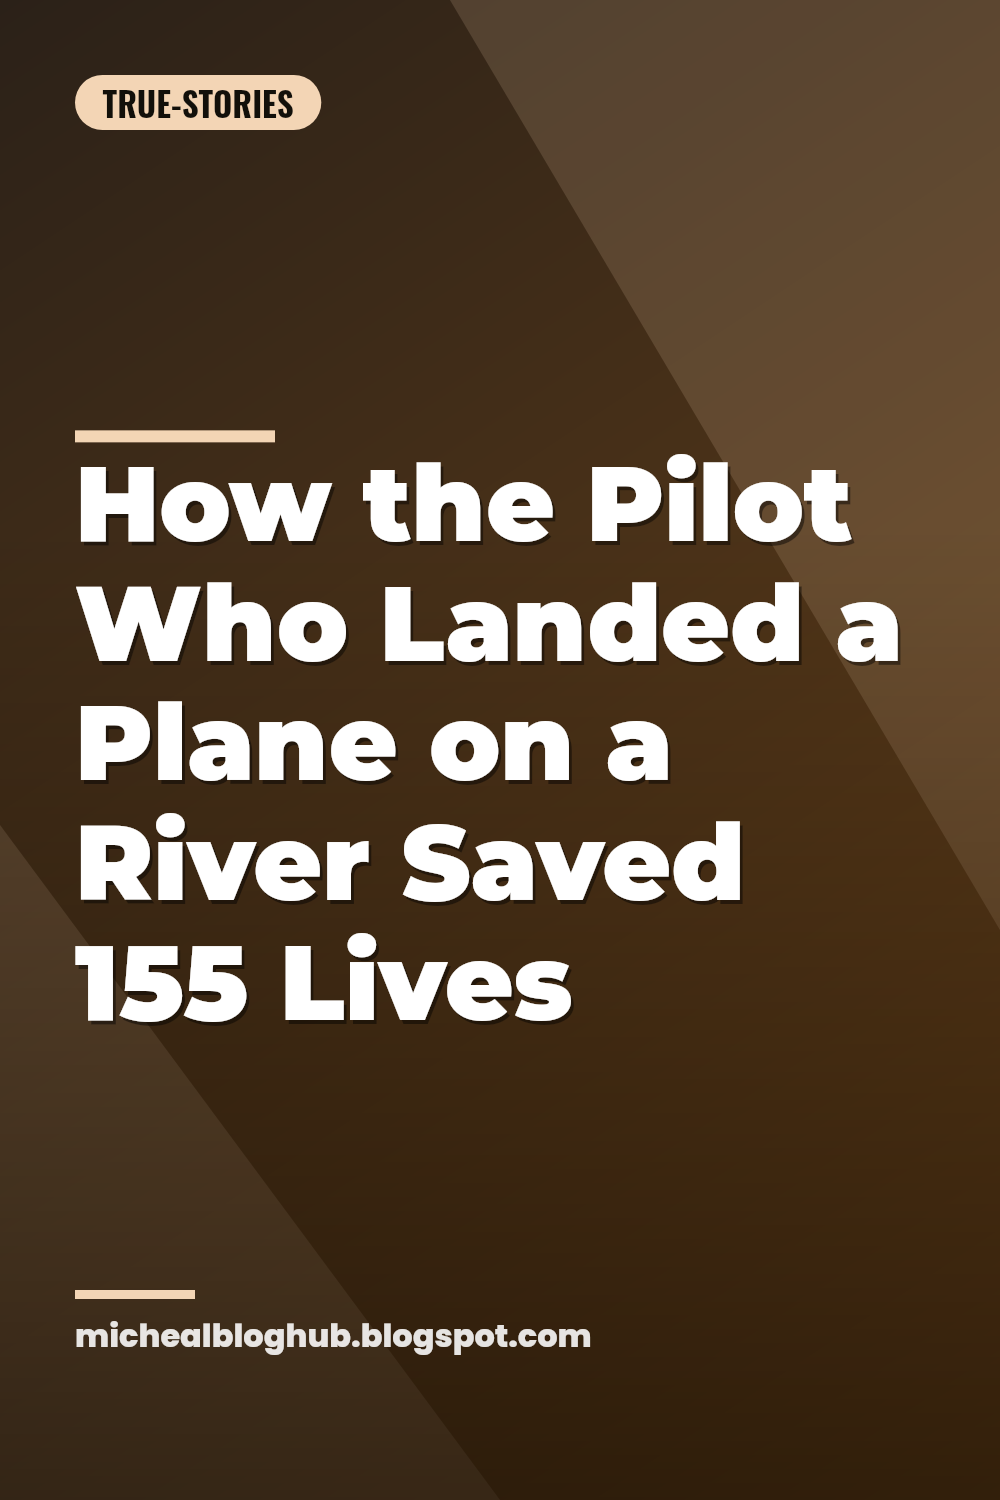 TRUE-STORIES
How the Pilot
Who Landed a
Plane on a
River Saved
155 Lives
michealbloghub.blogspot.com